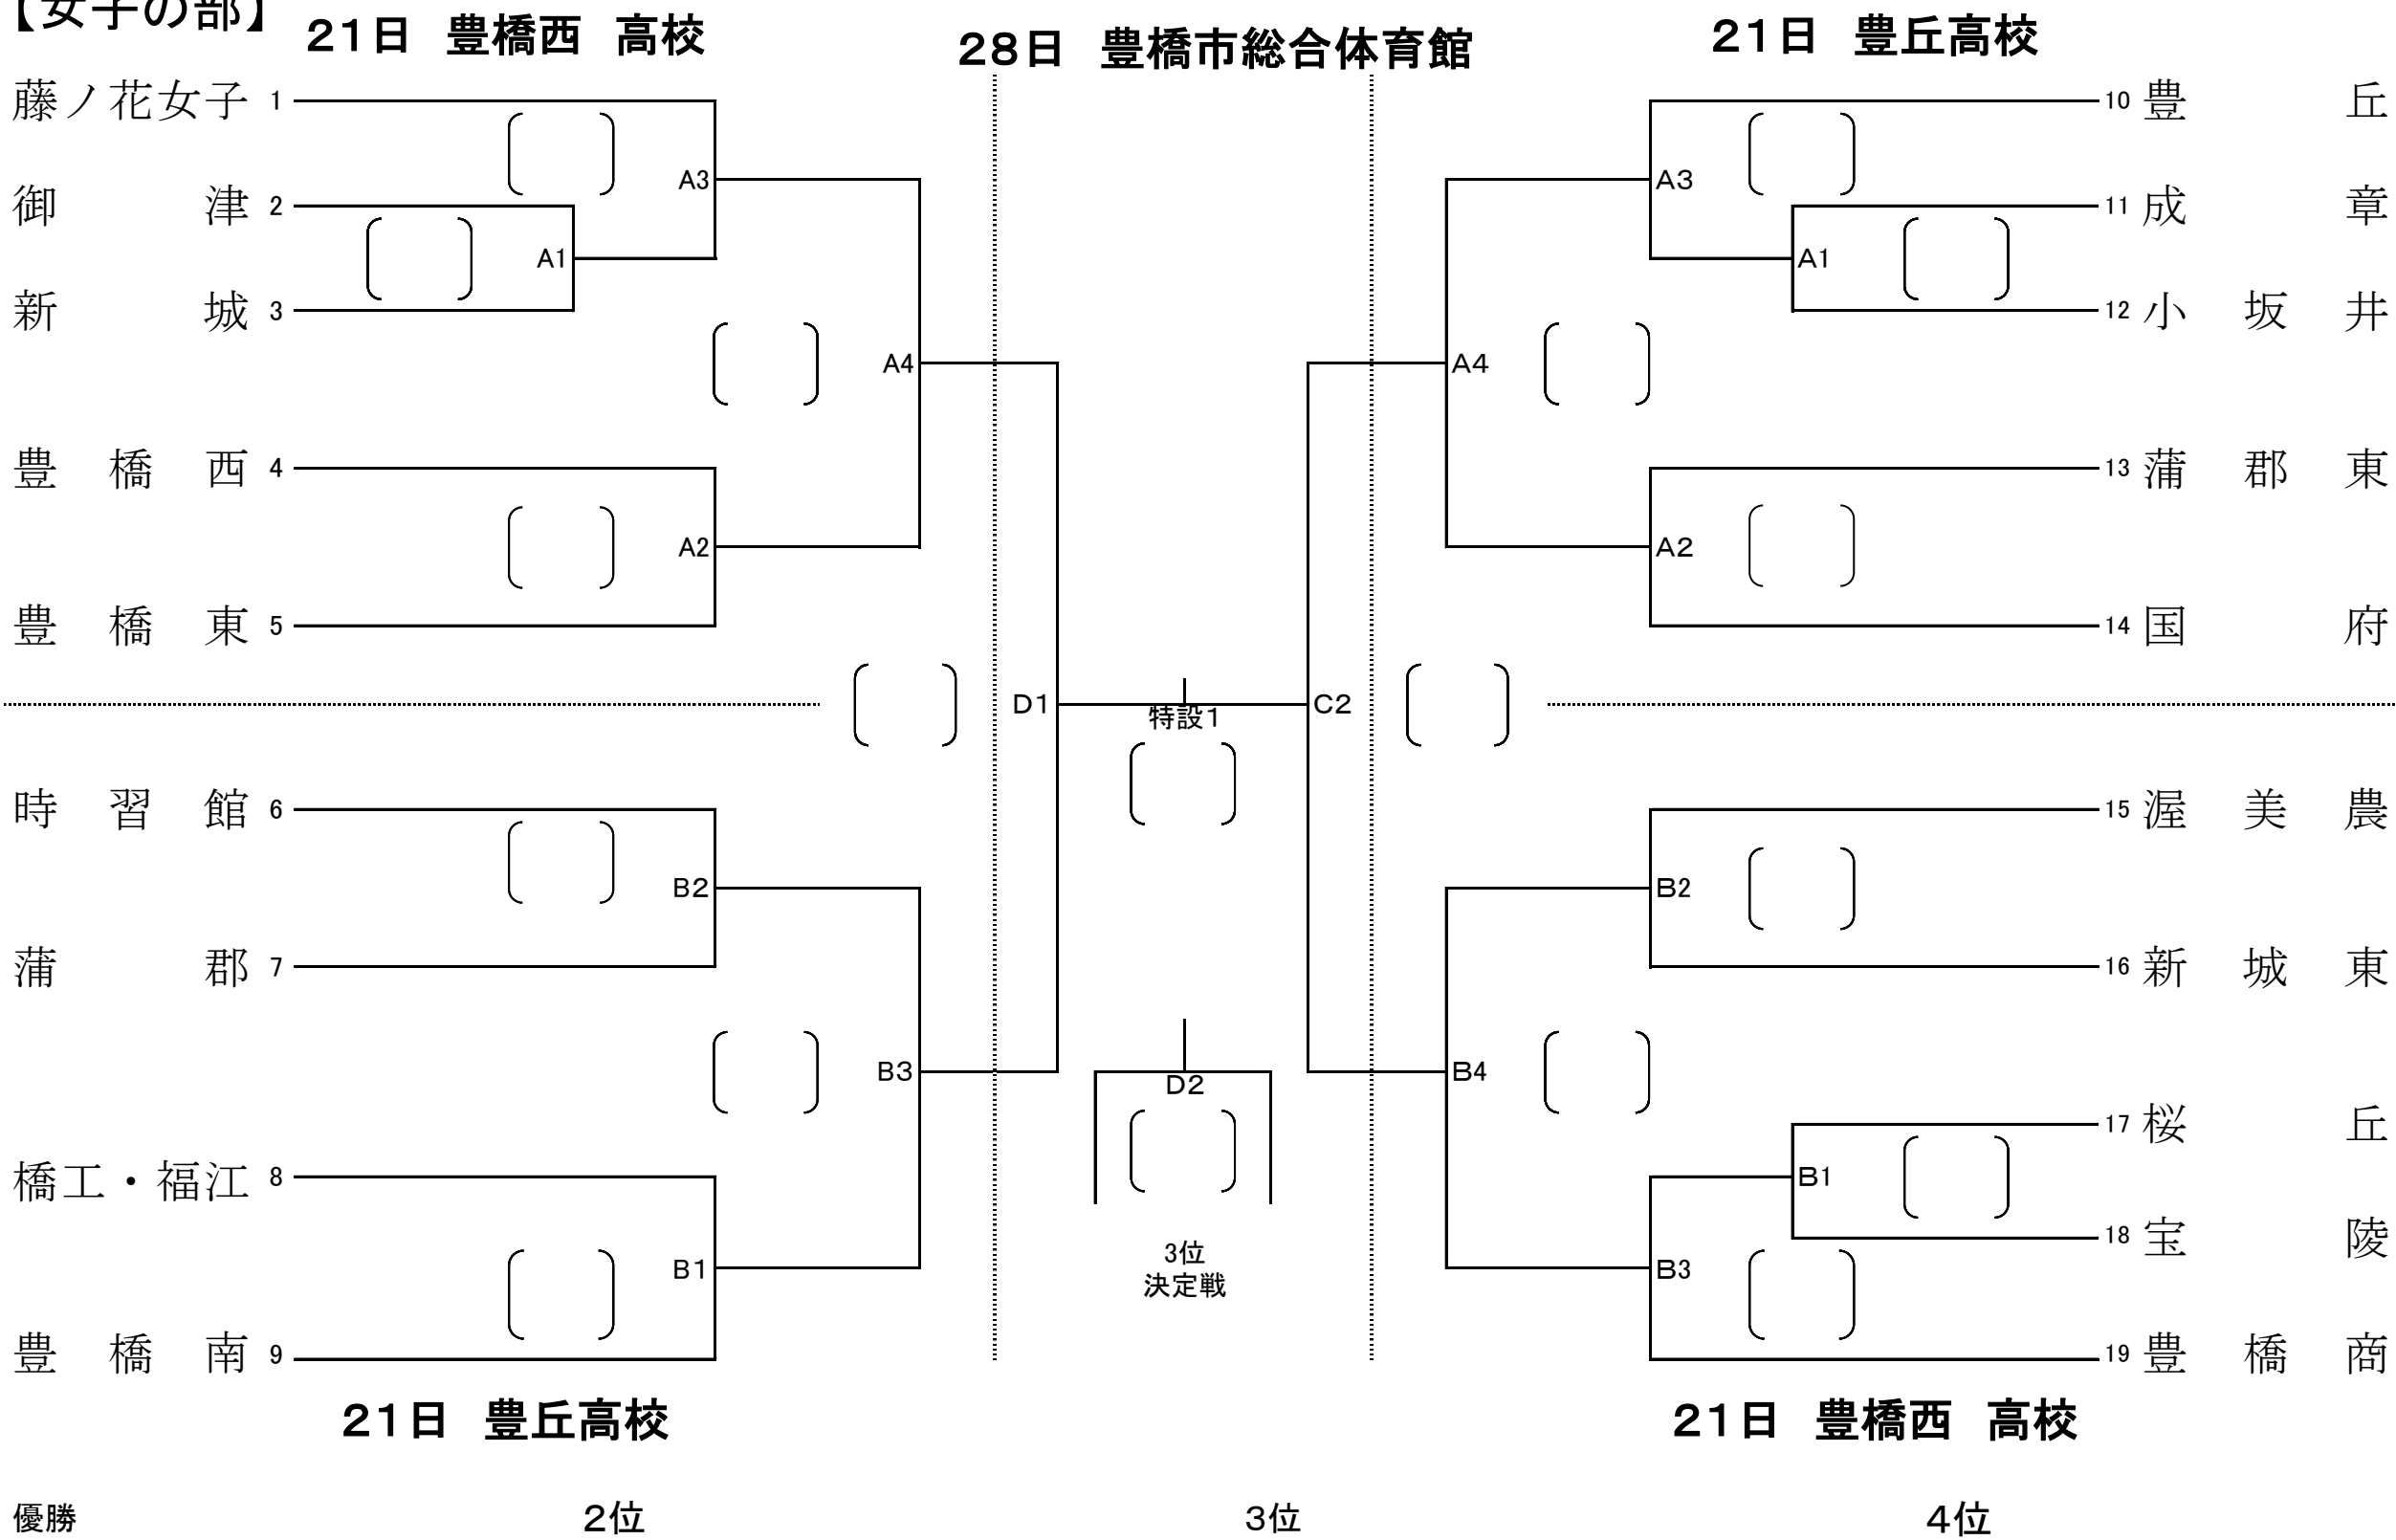 【女子の部】
21日　豊橋西　高校
28日　豊橋市総合体育館
21日　豊丘高校
藤ノ花女子 1
御津 2
新城 3
豊橋西 4
豊橋東 5
時習館 6
蒲郡 7
橋工・福江 8
豊橋南 9
A3
A1
A4
A2
B2
B3
B1
D1
特設1
C2
D2
3位
決定戦
A3
A1
A4
A2
B2
B4
B1
B3
10 豊丘
11 成章
12 小坂井
13 蒲郡東
14 国府
15 渥美農
16 新城東
17 桜丘
18 宝陵
19 豊橋商
21日　豊丘高校
21日　豊橋西　高校
優勝
2位
3位
4位